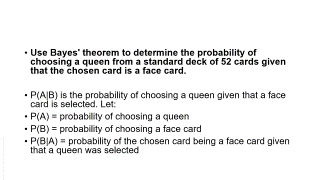 • Use Bayes' theorem to determine the probability of
choosing a queen from a standard deck of 52 cards given
that the chosen card is a face card.
• P(A|B) is the probability of choosing a queen given that a face
card is selected. Let:
• P(A) = probability of choosing a queen
• P(B) = probability of choosing a face card
• P(B|A) = probability of the chosen card being a face card given
that a queen was selected